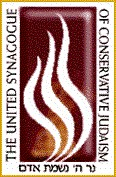 THE UNITED SYNAGOGUE
OF CONSERVATIVE JUDAISM
נר ה' נשמת אדם